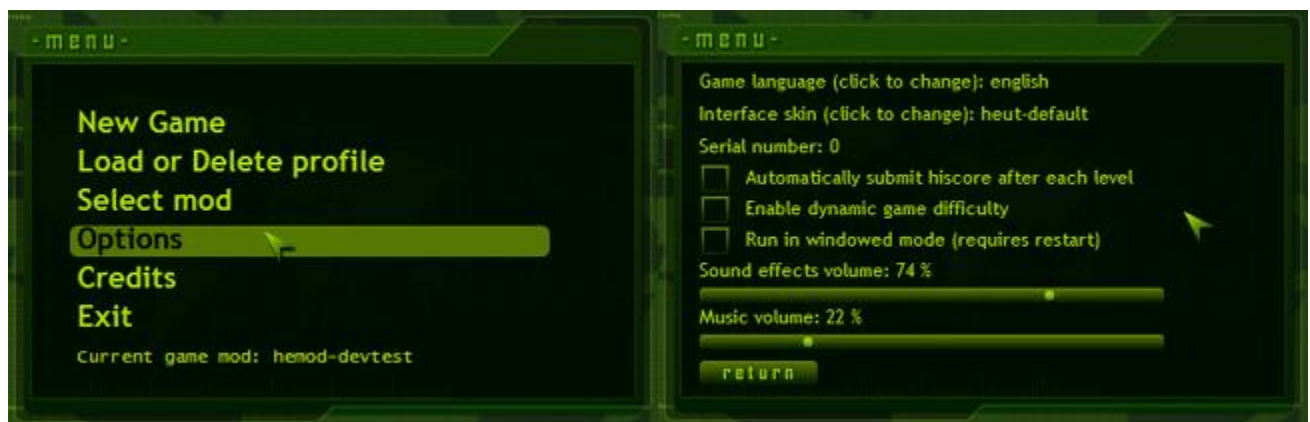 -menu-
New Game
Load or Delete profile
Select mod
Options
Credits
Exit
Current game mod: hemod-devtest
-menu-
Game language (click to change): english
Interface skin (click to change): heut-default
Serial number: 0
Automatically submit hiscore after each level
Enable dynamic game difficulty
Run in windowed mode (requires restart)
Sound effects volume: 74 %
Music volume: 22 %
return